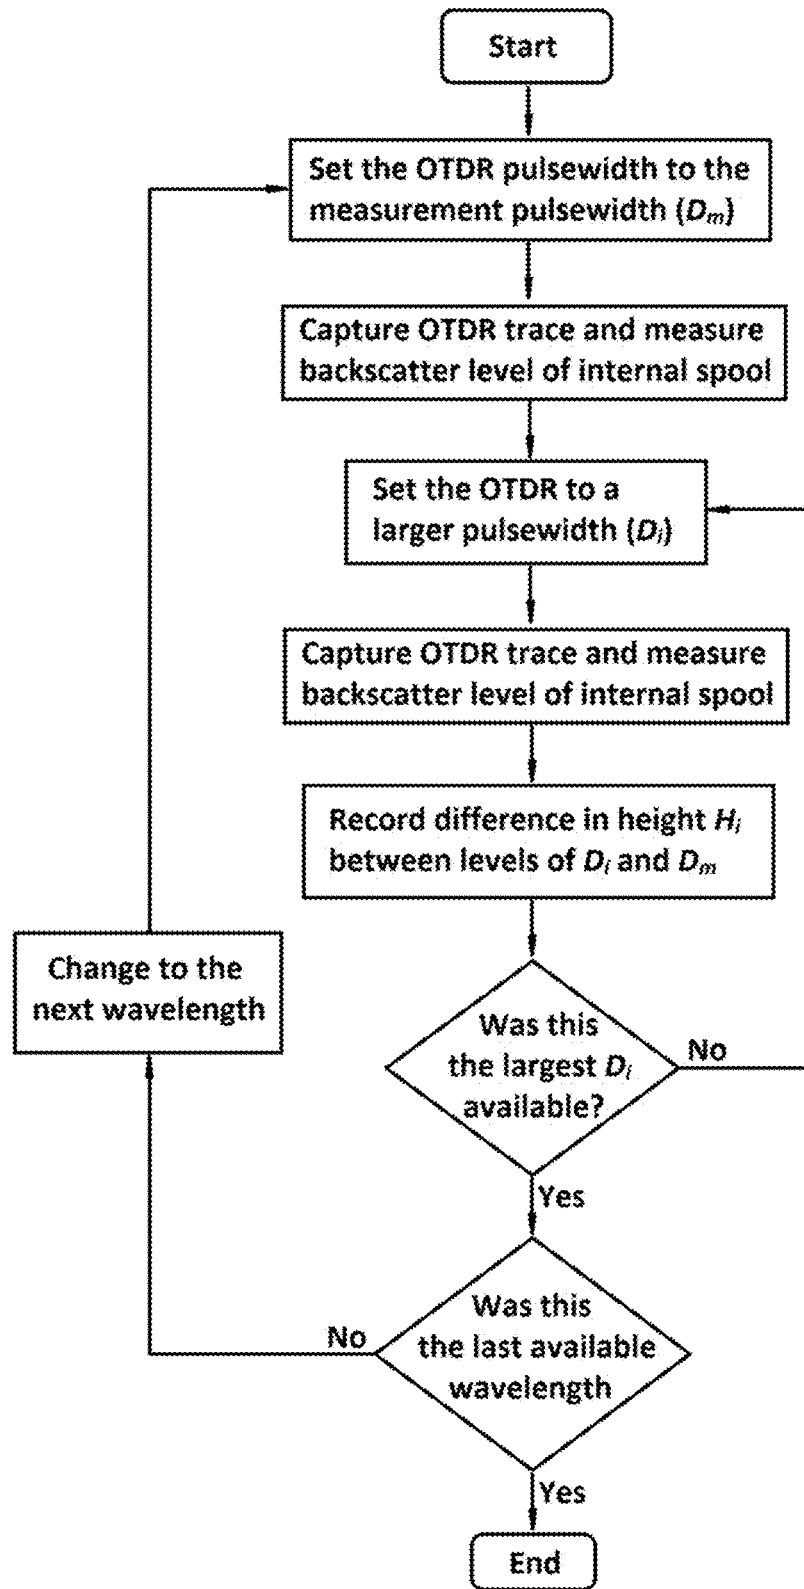 Start
Set the OTDR pulsewidth to the
measurement pulsewidth (Dm)
Capture OTDR trace and measure
backscatter level of internal spool
Set the OTDR to a
larger pulsewidth (Di)
Capture OTDR trace and measure
backscatter level of internal spool
Record difference in height Hi
between levels of Di and Dm
Change to the
next wavelength
Was this
the largest Di
available?
No
Yes
Was this
the last available
wavelength
No
Yes
End